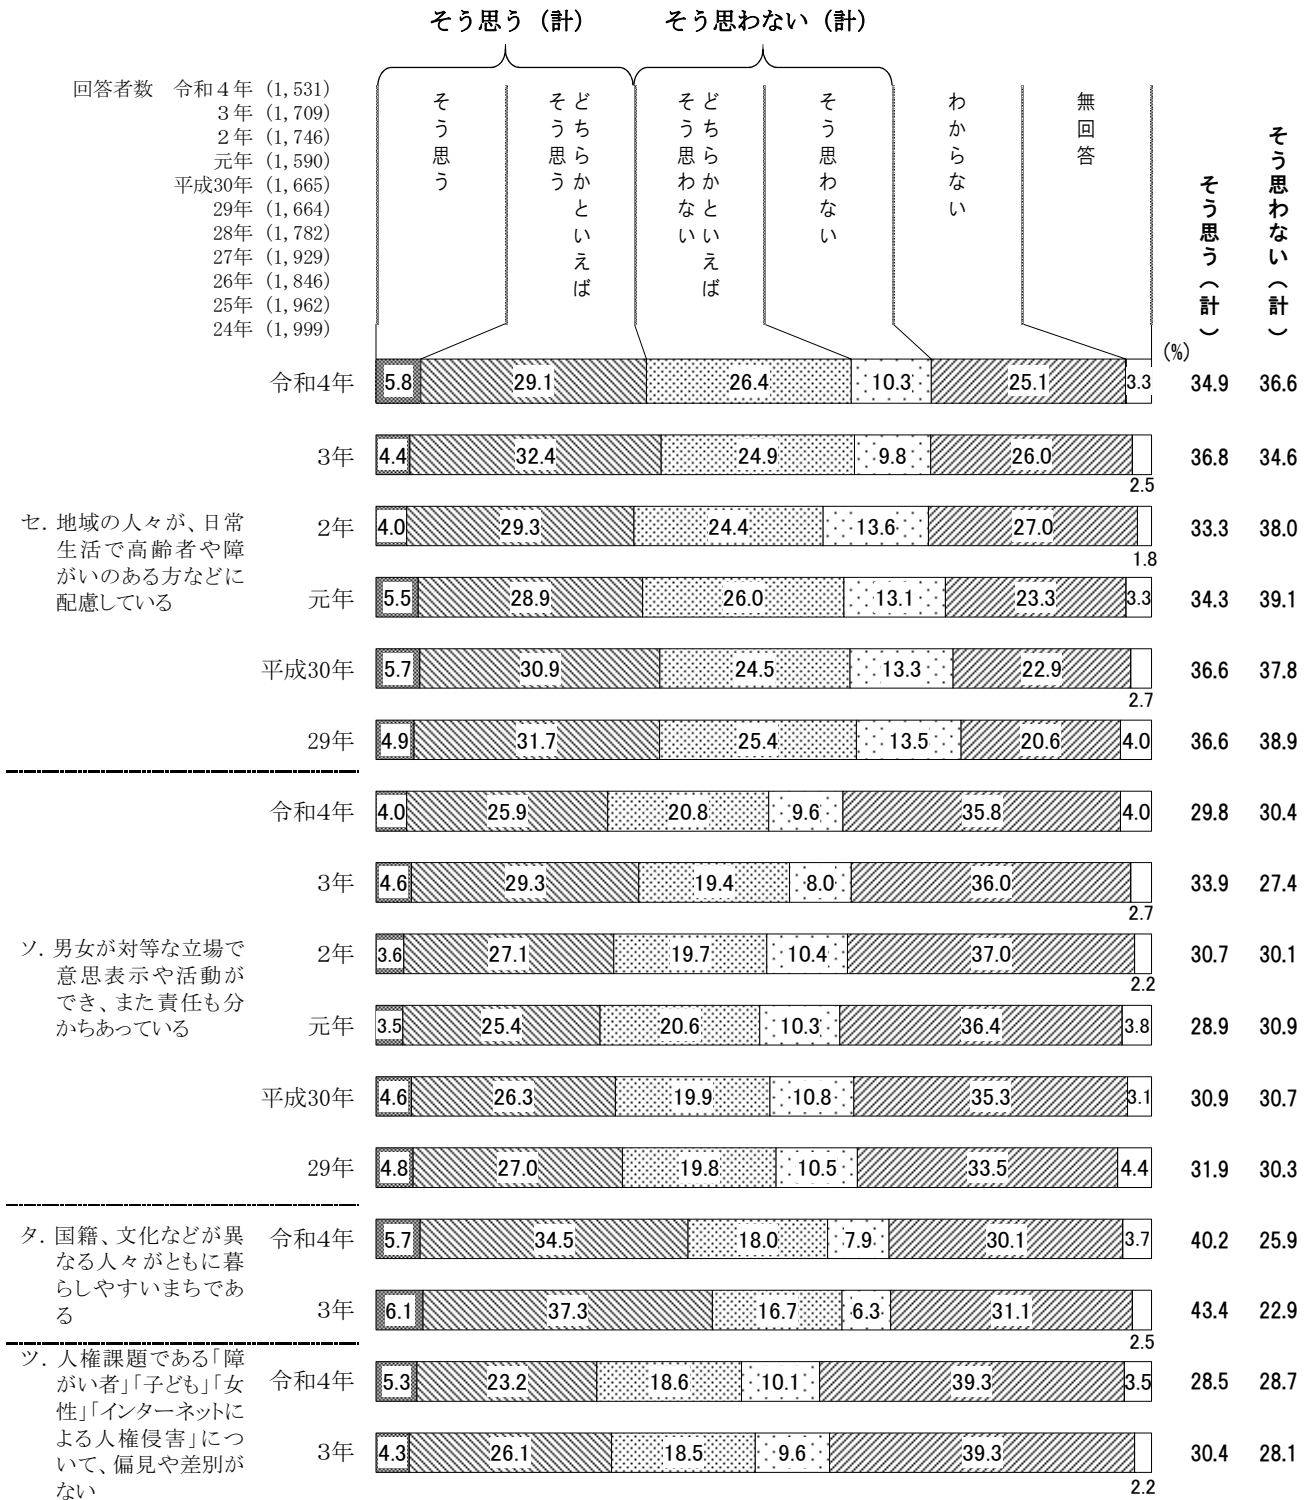 そう思う（計）　そう思わない（計）
回答者数　令和４年（1,531）
３年（1,709）
２年（1,746）
元年（1,590）
平成30年（1,665）
29年（1,664）
28年（1,782）
27年（1,929）
26年（1,846）
25年（1,962）
24年（1,999）
そう思う
どちらかといえば
そう思う
どちらかといえば
そう思わない
そう思わない
わからない
無回答
そう思う（計）
そう思わない（計）
(%)
セ．地域の人々が、日常
生活で高齢者や障
がいのある方などに
配慮している
令和4年 5.8 29.1 26.4 10.3 25.1 3.3 34.9 36.6
3年 4.4 32.4 24.9 9.8 26.0 2.5 36.8 34.6
2年 4.0 29.3 24.4 13.6 27.0 1.8 33.3 38.0
元年 5.5 28.9 26.0 13.1 23.3 3.3 34.3 39.1
平成30年 5.7 30.9 24.5 13.3 22.9 2.7 36.6 37.8
29年 4.9 31.7 25.4 13.5 20.6 4.0 36.6 38.9
ソ．男女が対等な立場で
意思表示や活動が
でき、また責任も分
かちあっている
令和4年 4.0 25.9 20.8 9.6 35.8 4.0 29.8 30.4
3年 4.6 29.3 19.4 8.0 36.0 2.7 33.9 27.4
2年 3.6 27.1 19.7 10.4 37.0 2.2 30.7 30.1
元年 3.5 25.4 20.6 10.3 36.4 3.8 28.9 30.9
平成30年 4.6 26.3 19.9 10.8 35.3 3.1 30.9 30.7
29年 4.8 27.0 19.8 10.5 33.5 4.4 31.9 30.3
タ．国籍、文化などが異
なる人々がともに暮
らしやすいまちであ
る
令和4年 5.7 34.5 18.0 7.9 30.1 3.7 40.2 25.9
3年 6.1 37.3 16.7 6.3 31.1 2.5 43.4 22.9
ツ．人権課題である「障
がい者」「子ども」「女
性」「インターネットに
よる人権侵害」につ
いて、偏見や差別が
ない
令和4年 5.3 23.2 18.6 10.1 39.3 3.5 28.5 28.7
3年 4.3 26.1 18.5 9.6 39.3 2.2 30.4 28.1